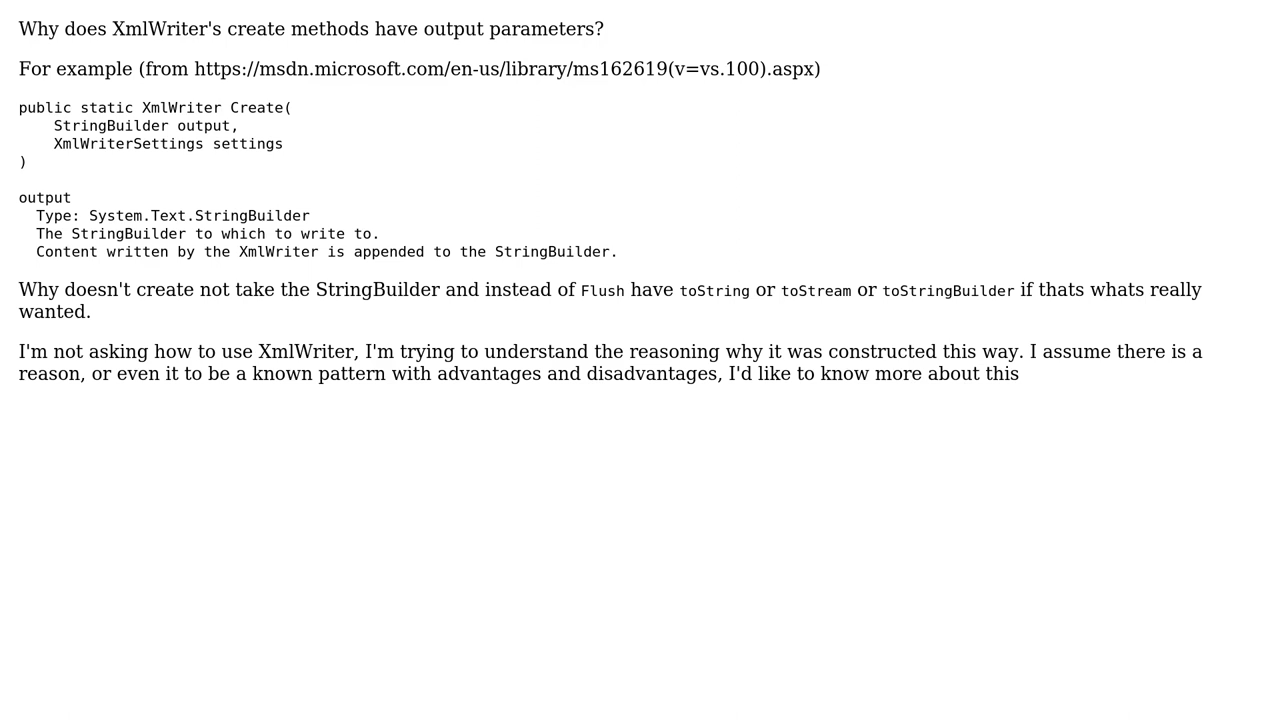 Why does XmlWriter's create methods have output parameters?
For example (from https://msdn.microsoft.com/en-us/library/ms162619(v=vs.100).aspx)
public static XmlWriter Create(
    StringBuilder output,
    XmlWriterSettings settings
)
output
  Type: System.Text.StringBuilder
  The StringBuilder to which to write to.
  Content written by the XmlWriter is appended to the StringBuilder.
Why doesn't create not take the StringBuilder and instead of Flush have toString or toStream or toStringBuilder if thats whats really
wanted.
I'm not asking how to use XmlWriter, I'm trying to understand the reasoning why it was constructed this way. I assume there is a
reason, or even it to be a known pattern with advantages and disadvantages, I'd like to know more about this